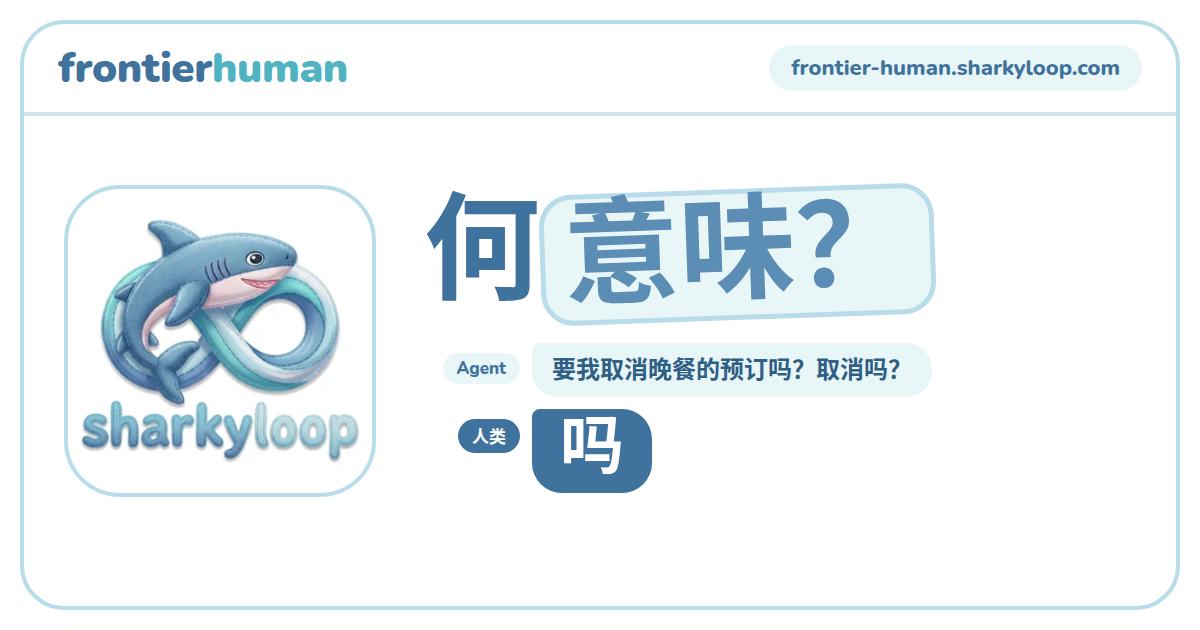 frontierhuman
frontier-human.sharkyloop.com
sharkyloop
何意味？
Agent
要我取消晚餐的预订吗？取消吗？
人类
吗